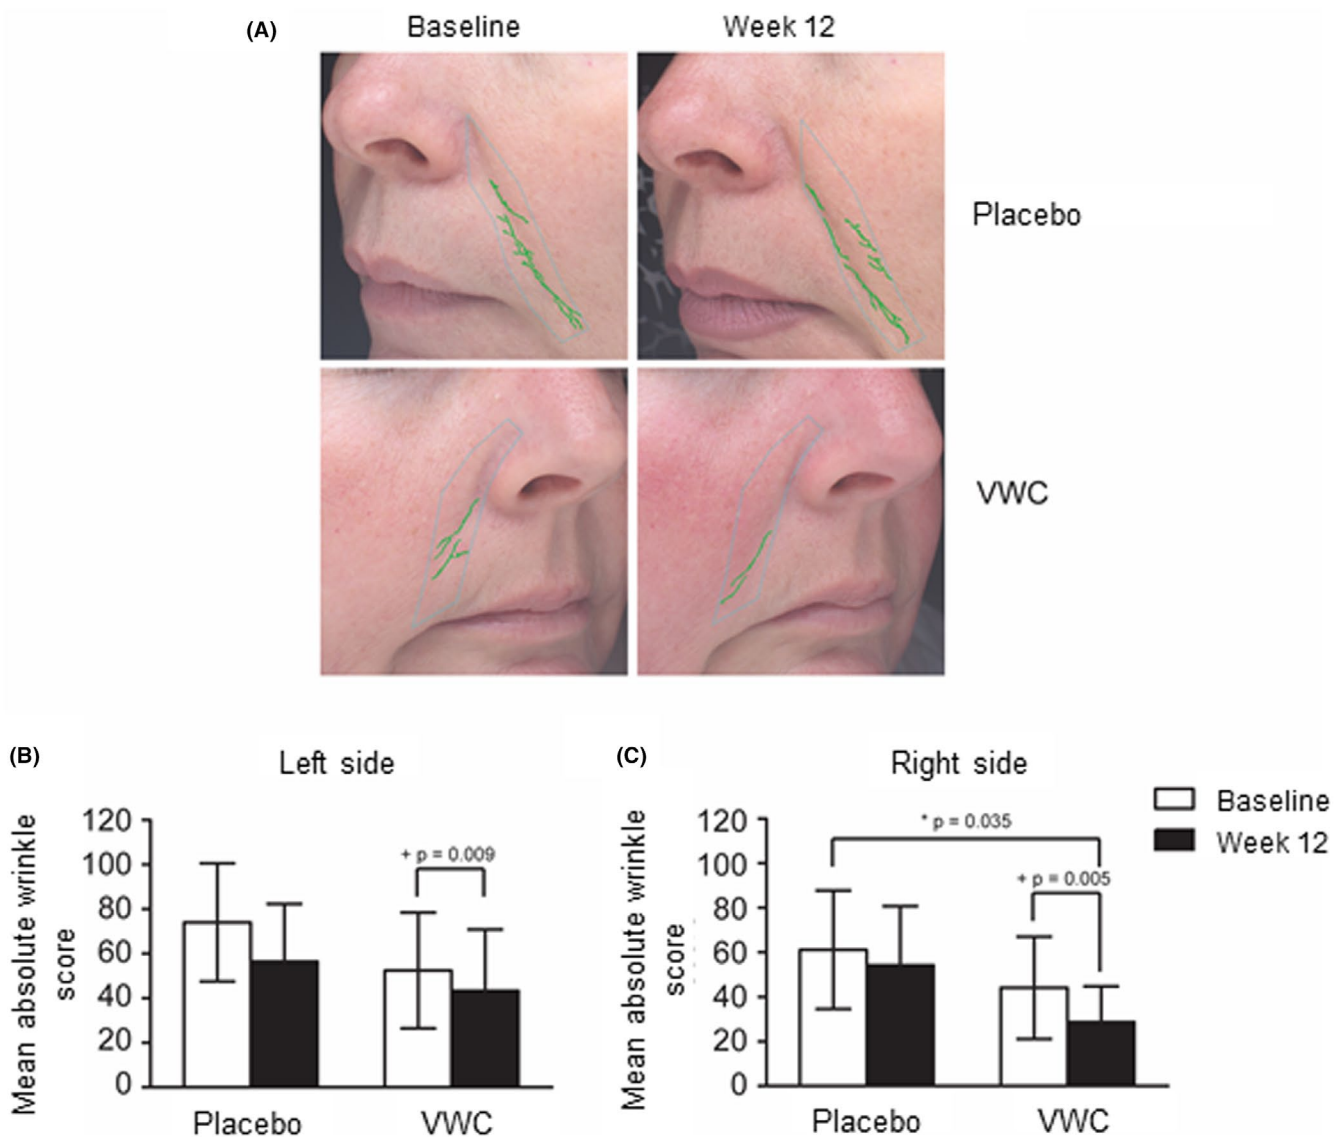 (A)
Baseline
Week 12
Placebo
VWC
(B)
Left side
Mean absolute wrinkle
score
120
100
80
60
40
20
0
+ p = 0.009
Placebo
VWC
(C)
Right side
Mean absolute wrinkle
score
120
100
80
60
40
20
0
* p = 0.035
+ p = 0.005
Placebo
VWC
Baseline
Week 12